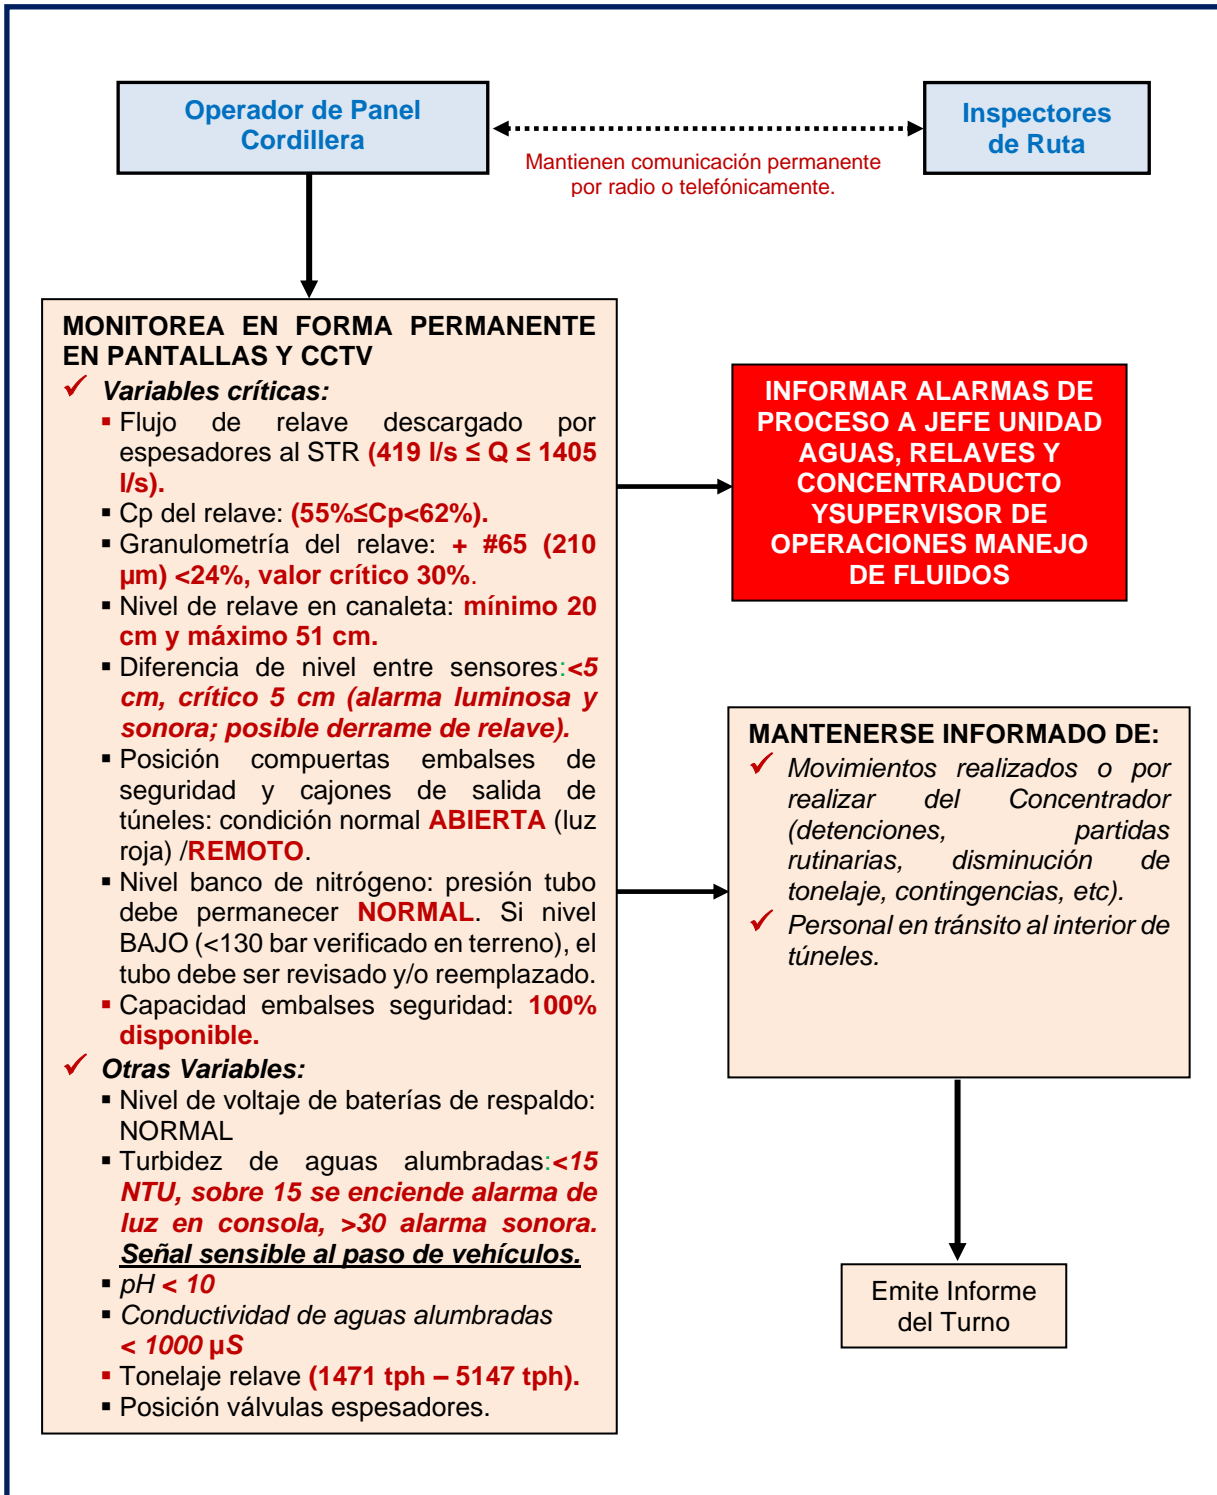 Operador de Panel
Cordillera
Inspectores
de Ruta
Mantienen comunicación permanente
por radio o telefónicamente.
MONITOREA EN FORMA PERMANENTE
EN PANTALLAS Y CCTV
✓ Variables críticas:
▪ Flujo de relave descargado por
espesadores al STR (419 l/s ≤ Q ≤ 1405
l/s).
▪ Cp del relave: (55%≤Cp<62%).
▪ Granulometría del relave: + #65 (210
µm) <24%, valor crítico 30%.
▪ Nivel de relave en canaleta: mínimo 20
cm y máximo 51 cm.
▪ Diferencia de nivel entre sensores:<5
cm, crítico 5 cm (alarma luminosa y
sonora; posible derrame de relave).
▪ Posición compuertas embalses de
seguridad y cajones de salida de
túneles: condición normal ABIERTA (luz
roja) /REMOTO.
▪ Nivel banco de nitrógeno: presión tubo
debe permanecer NORMAL. Si nivel
BAJO (<130 bar verificado en terreno), el
tubo debe ser revisado y/o reemplazado.
▪ Capacidad embalses seguridad: 100%
disponible.
✓ Otras Variables:
▪ Nivel de voltaje de baterías de respaldo:
NORMAL
▪ Turbidez de aguas alumbradas:<15
NTU, sobre 15 se enciende alarma de
luz en consola, >30 alarma sonora.
Señal sensible al paso de vehículos.
▪ pH < 10
▪ Conductividad de aguas alumbradas
< 1000 µS
▪ Tonelaje relave (1471 tph – 5147 tph).
▪ Posición válvulas espesadores.
INFORMAR ALARMAS DE
PROCESO A JEFE UNIDAD
AGUAS, RELAVES Y
CONCENTRADUCTO
YSUPERVISOR DE
OPERACIONES MANEJO
DE FLUIDOS
MANTENERSE INFORMADO DE:
✓ Movimientos realizados o por
realizar del Concentrador
(detenciones, partidas
rutinarias, disminución de
tonelaje, contingencias, etc).
✓ Personal en tránsito al interior de
túneles.
Emite Informe
del Turno